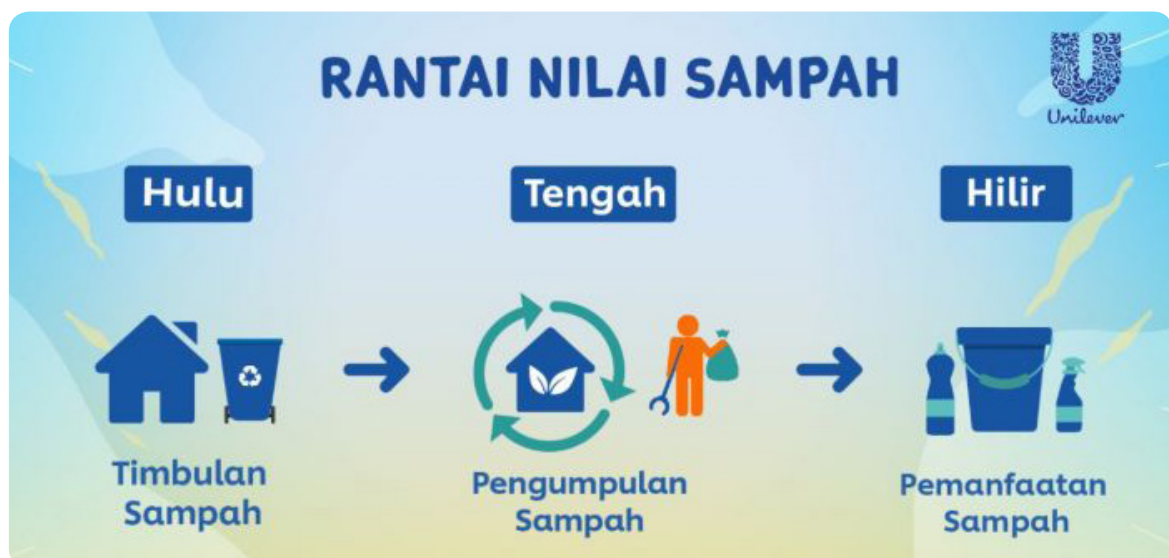 RANTAI NILAI SAMPAH
Unilever
Hulu
Tengah
Hilir
Timbulan
Sampah
Pengumpulan
Sampah
Pemanfaatan
Sampah